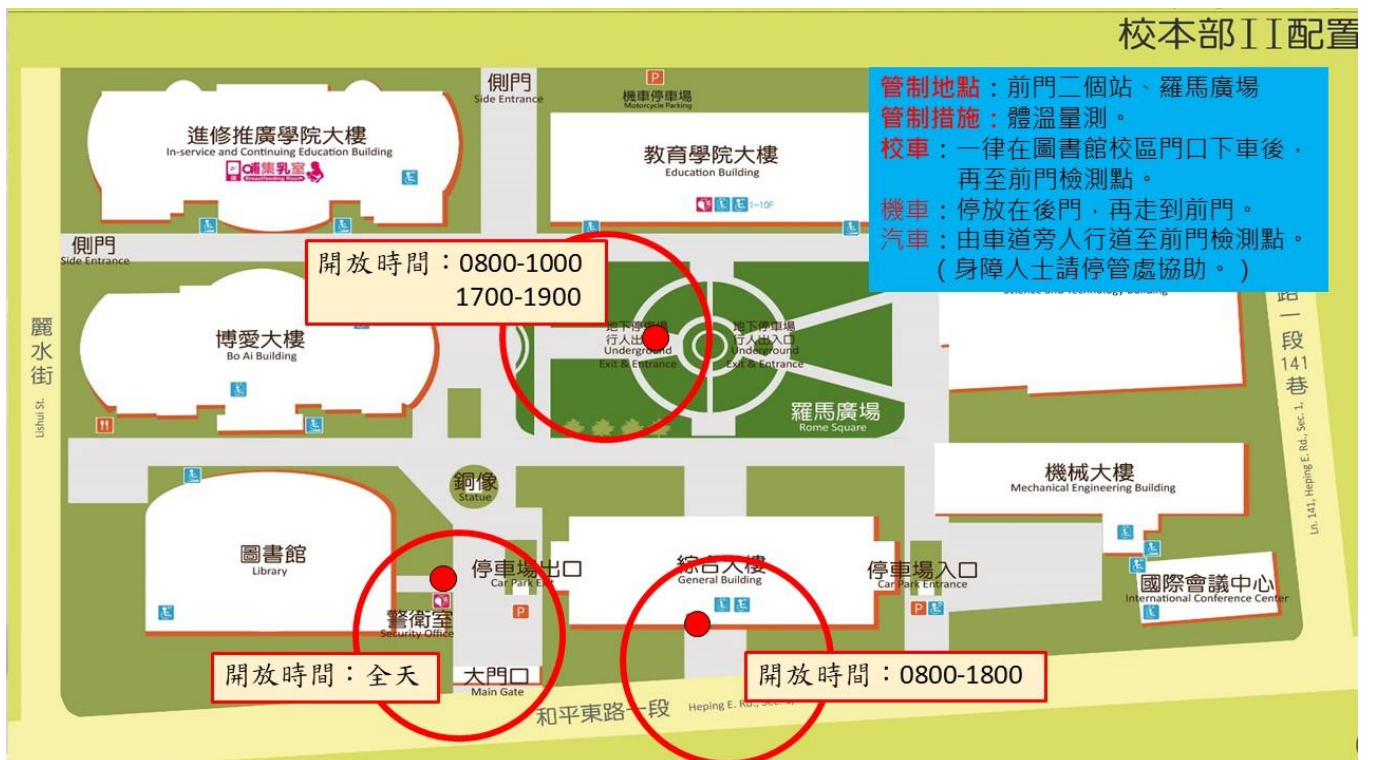 校本部II配置
管制地點：前門二個站、羅馬廣場
管制措施：體溫量測。
校車：一律在圖書館校區門口下車後，
再至前門檢測點。
機車：停放在後門，再走到前門。
汽車：由車道旁人行道至前門檢測點。
（身障人士請停管處協助。）
側門
Side Entrance
P
機車停車場
Motorcycle Parking
進修推廣學院大樓
In-service and Continuing Education Building
哺集乳室
Breastfeeding Room
教育學院大樓
Education Building
1~10F
側門
Side Entrance
開放時間：0800-1000
1700-1900
Science and Technology Building
路一段141巷
Ln. 141, Heping E. Rd., Sec. 1,
麗水街
Lishui St.
博愛大樓
Bo Ai Building
地下停車場
行人出
Underground
Exit & Entrance
地下停車場
行人出入口
Underground
Exit & Entrance
羅馬廣場
Rome Square
銅像
Statue
機械大樓
Mechanical Engineering Building
圖書館
Library
停車場出口
Car Park Exit
P
綜合大樓
General Building
停車場入口
Car Park Entrance
P
國際會議中心
International Conference Center
警衛室
Security Office
開放時間：全天
大門口
Main Gate
開放時間：0800-1800
和平東路一段
Heping E. Rd., Sec. 1,